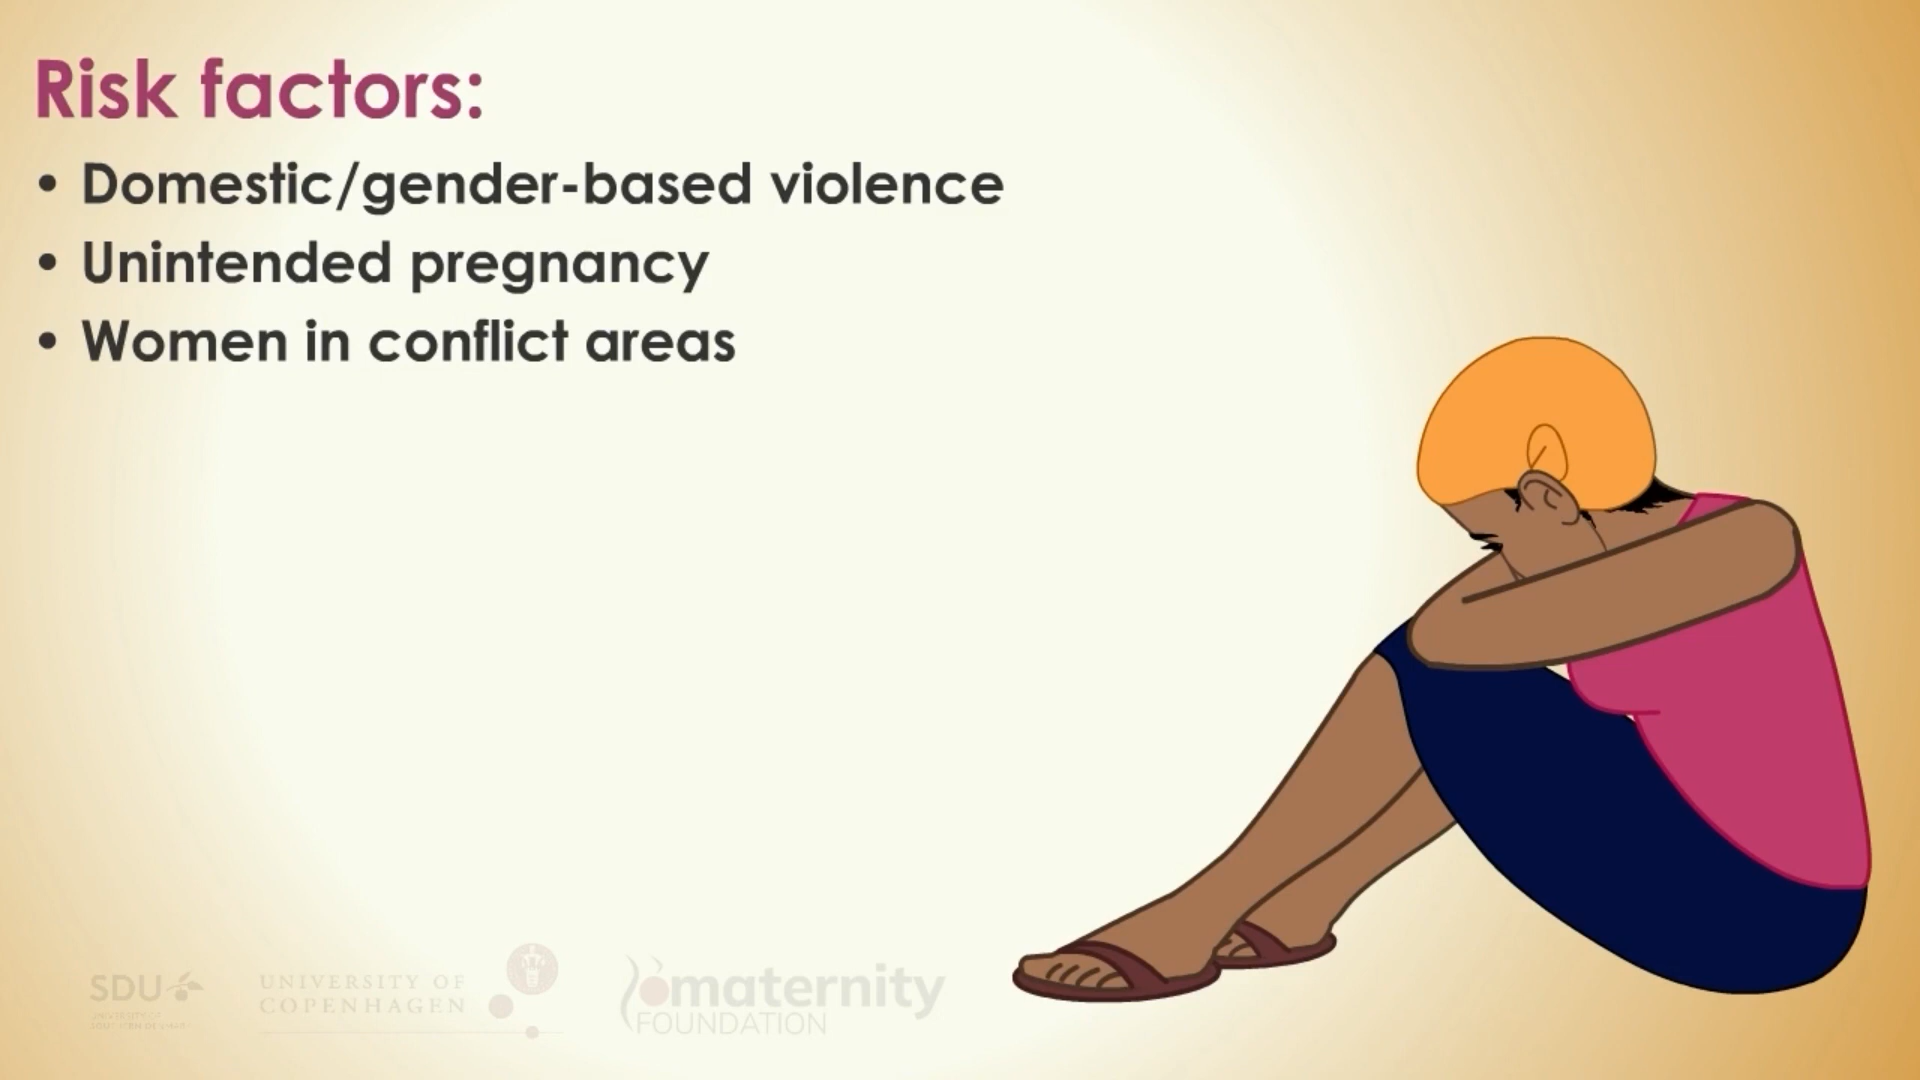 Risk factors:
• Domestic/gender-based violence
• Unintended pregnancy
• Women in conflict areas
SDU
UNIVERSITY OF
COPENHAGEN
maternity
FOUNDATION